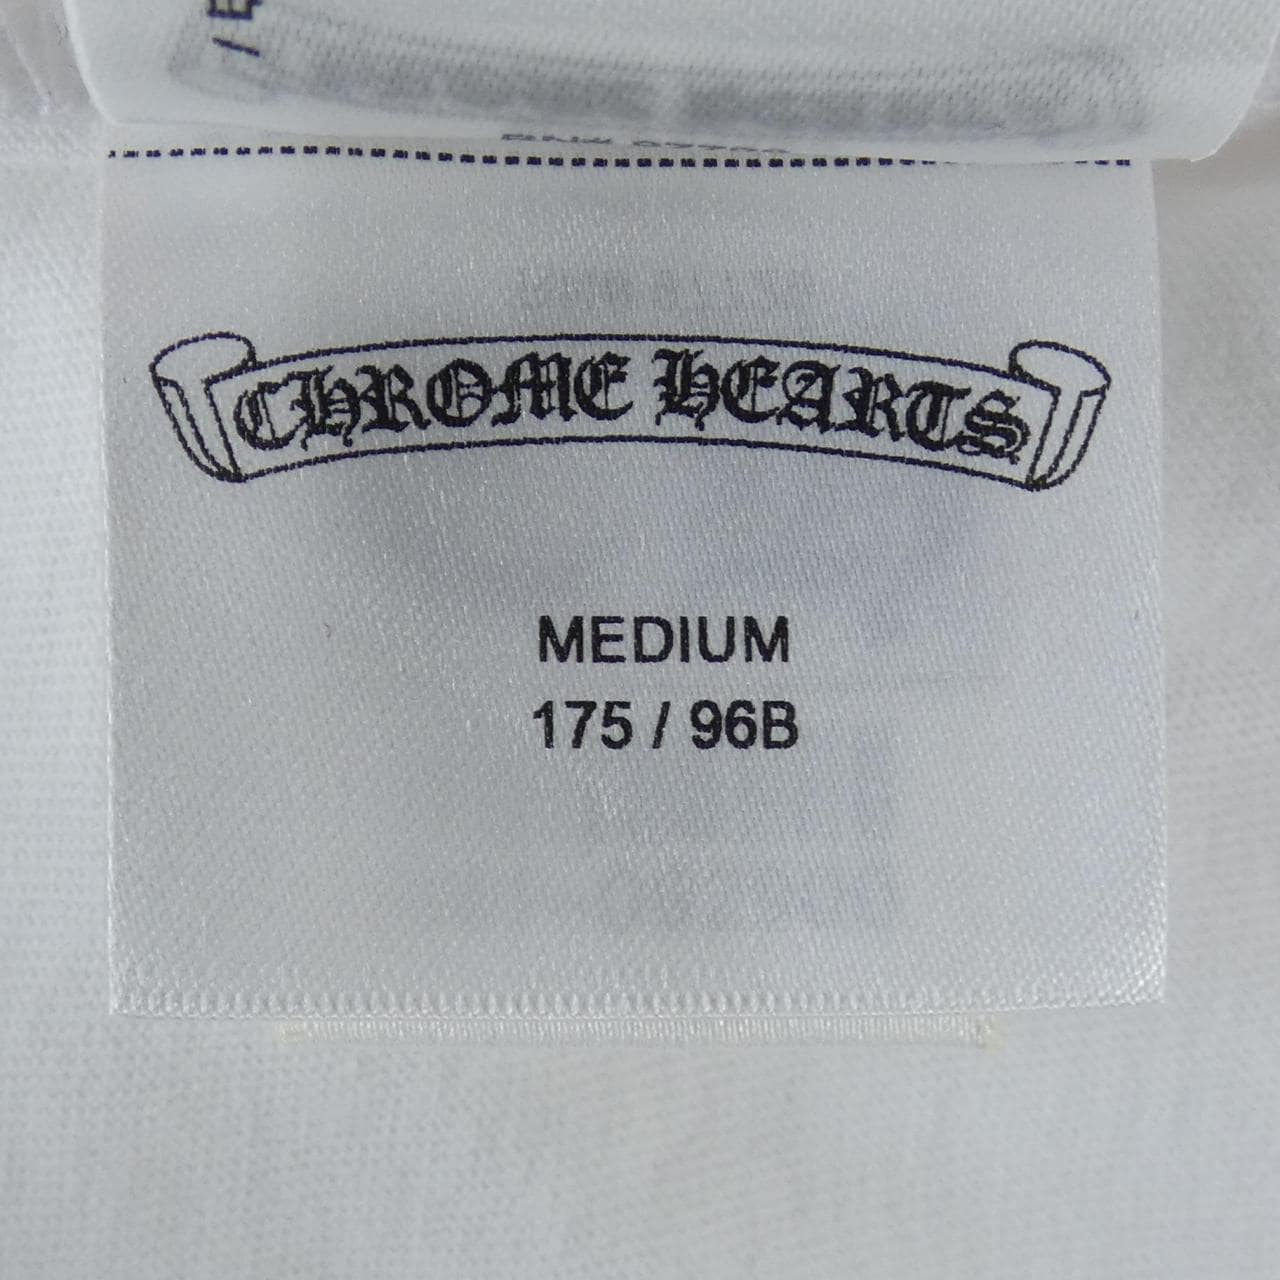 CHROME HEARTS
MEDIUM
175 / 96B